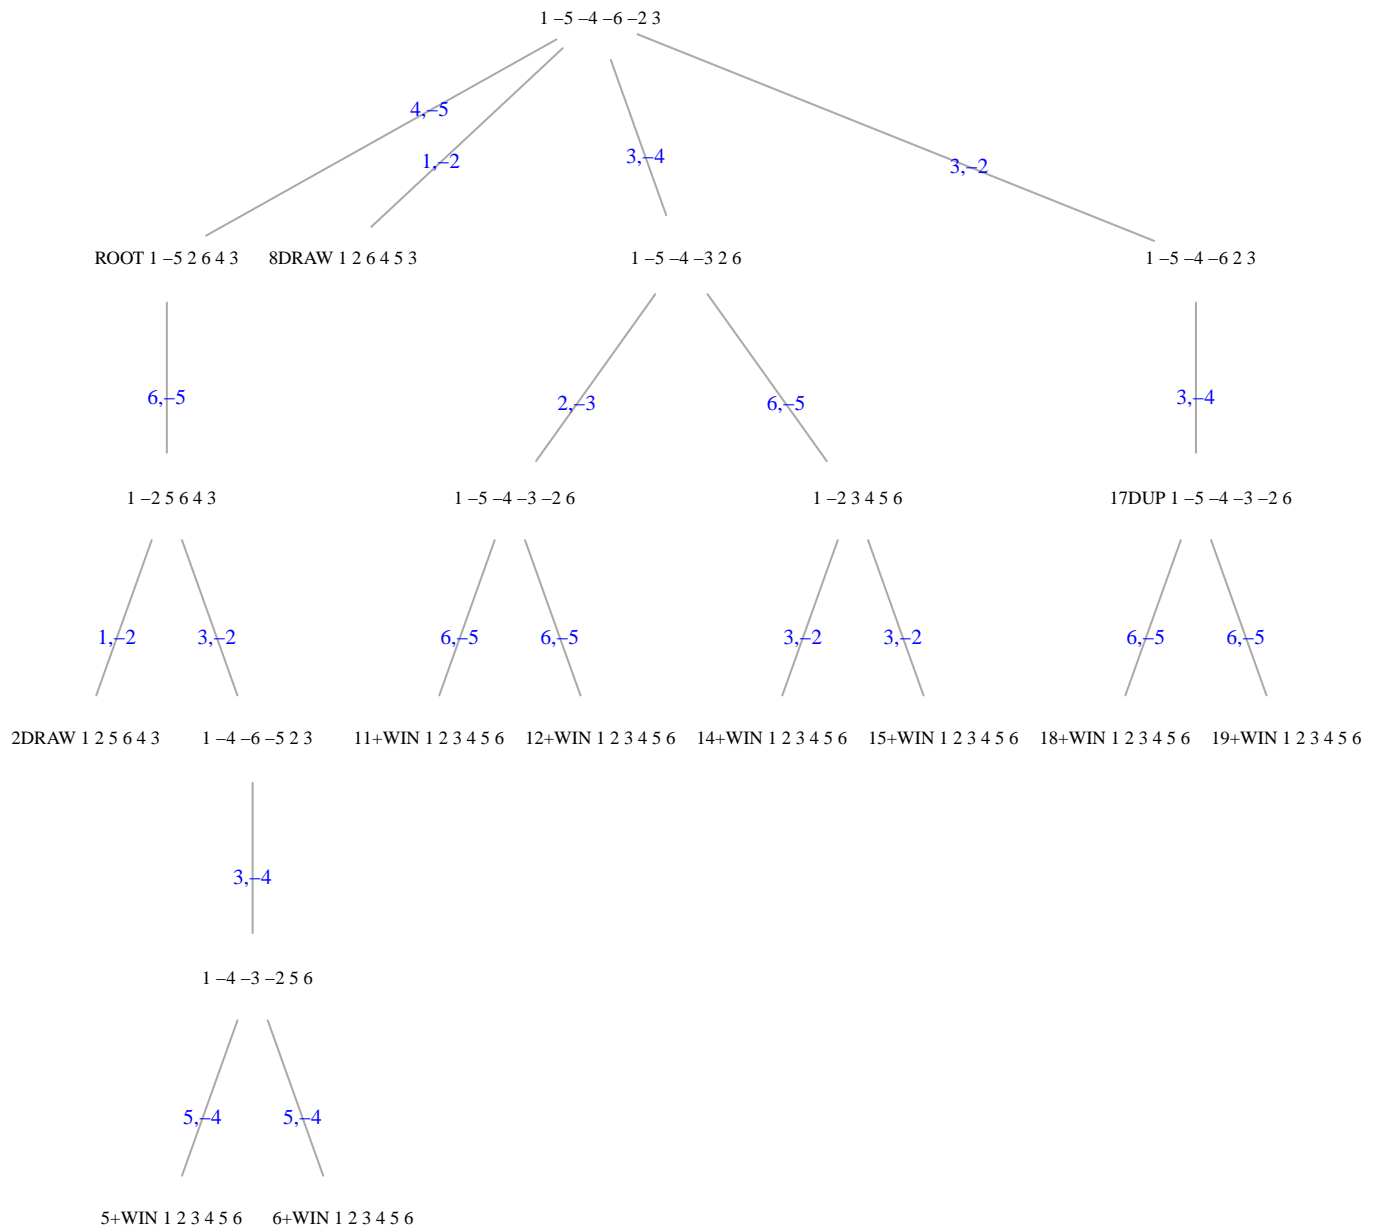 1 –5 –4 –6 –2 3
4,–5
1,–2
3,–4
3,–2
ROOT 1 –5 2 6 4 3
8DRAW 1 2 6 4 5 3
1 –5 –4 –3 2 6
1 –5 –4 –6 2 3
6,–5
2,–3
6,–5
3,–4
1 –2 5 6 4 3
1 –5 –4 –3 –2 6
1 –2 3 4 5 6
17DUP 1 –5 –4 –3 –2 6
1,–2
3,–2
6,–5
6,–5
3,–2
3,–2
6,–5
6,–5
2DRAW 1 2 5 6 4 3
1 –4 –6 –5 2 3
11+WIN 1 2 3 4 5 6
12+WIN 1 2 3 4 5 6
14+WIN 1 2 3 4 5 6
15+WIN 1 2 3 4 5 6
18+WIN 1 2 3 4 5 6
19+WIN 1 2 3 4 5 6
3,–4
1 –4 –3 –2 5 6
5,–4
5,–4
5+WIN 1 2 3 4 5 6
6+WIN 1 2 3 4 5 6